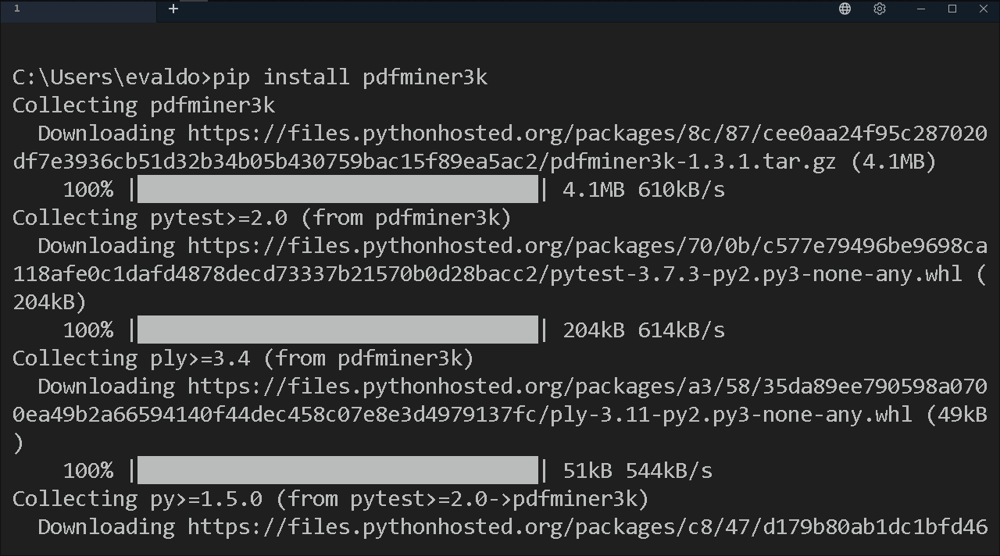 1
C:\Users\evaldo>pip install pdfminer3k
Collecting pdfminer3k
  Downloading https://files.pythonhosted.org/packages/8c/87/cee0aa24f95c287020
df7e3936cb51d32b34b05b430759bac15f89ea5ac2/pdfminer3k-1.3.1.tar.gz (4.1MB)
    100% || 4.1MB 610kB/s
Collecting pytest>=2.0 (from pdfminer3k)
  Downloading https://files.pythonhosted.org/packages/70/0b/c577e79496be9698ca
118afe0c1dafd4878decd73337b21570b0d28bacc2/pytest-3.7.3-py2.py3-none-any.whl (
204kB)
    100% || 204kB 614kB/s
Collecting ply>=3.4 (from pdfminer3k)
  Downloading https://files.pythonhosted.org/packages/a3/58/35da89ee790598a070
0ea49b2a66594140f44dec458c07e8e3d4979137fc/ply-3.11-py2.py3-none-any.whl (49kB
)
    100% || 51kB 544kB/s
Collecting py>=1.5.0 (from pytest>=2.0->pdfminer3k)
  Downloading https://files.pythonhosted.org/packages/c8/47/d179b80ab1dc1bfd46